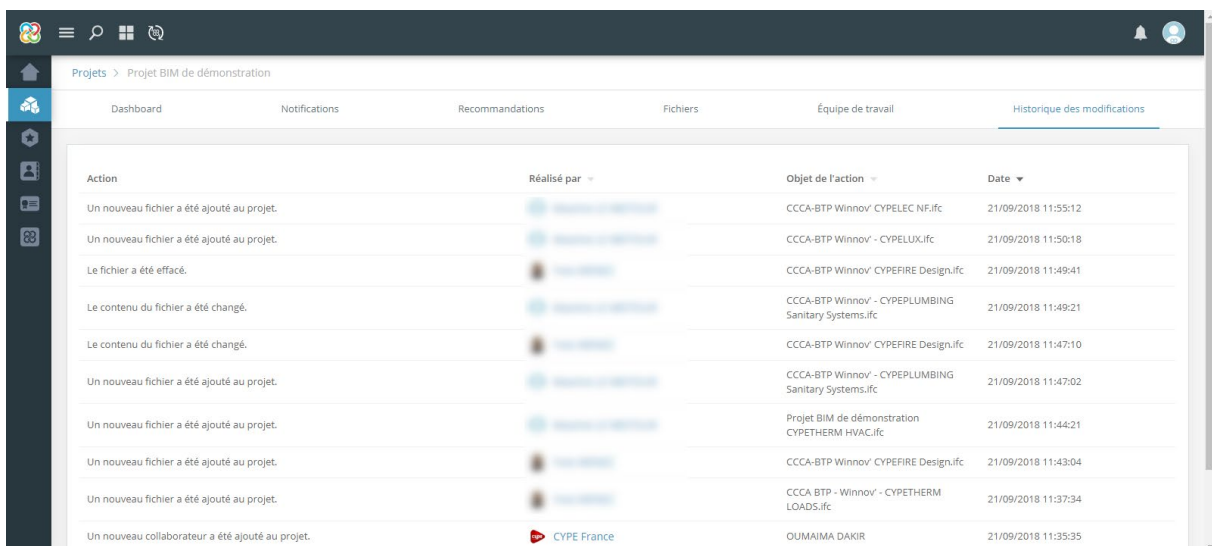 Projets > Projet BIM de démonstration
Dashboard Notifications Recommandations Fichiers Équipe de travail Historique des modifications
Action Réalisé par Objet de l'action Date
Un nouveau fichier a été ajouté au projet. CCCA-BTP Winnov' CYPELEC NF.ifc 21/09/2018 11:55:12
Un nouveau fichier a été ajouté au projet. CCCA-BTP Winnov' - CYPELUX.ifc 21/09/2018 11:50:18
Le fichier a été effacé. CCCA-BTP Winnov' CYPEFIRE Design.ifc 21/09/2018 11:49:41
Le contenu du fichier a été changé. CCCA-BTP Winnov' - CYPEPLUMBING
Sanitary Systems.ifc 21/09/2018 11:49:21
Le contenu du fichier a été changé. CCCA-BTP Winnov' CYPEFIRE Design.ifc 21/09/2018 11:47:10
Un nouveau fichier a été ajouté au projet. CCCA-BTP Winnov' - CYPEPLUMBING
Sanitary Systems.ifc 21/09/2018 11:47:02
Un nouveau fichier a été ajouté au projet. Projet BIM de démonstration
CYPETHERM HVAC.ifc 21/09/2018 11:44:21
Un nouveau fichier a été ajouté au projet. CCCA-BTP Winnov' CYPEFIRE Design.ifc 21/09/2018 11:43:04
Un nouveau fichier a été ajouté au projet. CCCA BTP - Winnov' - CYPETHERM
LOADS.ifc 21/09/2018 11:37:34
Un nouveau collaborateur a été ajouté au projet. cype CYPE France OUMAIMA DAKIR 21/09/2018 11:35:35